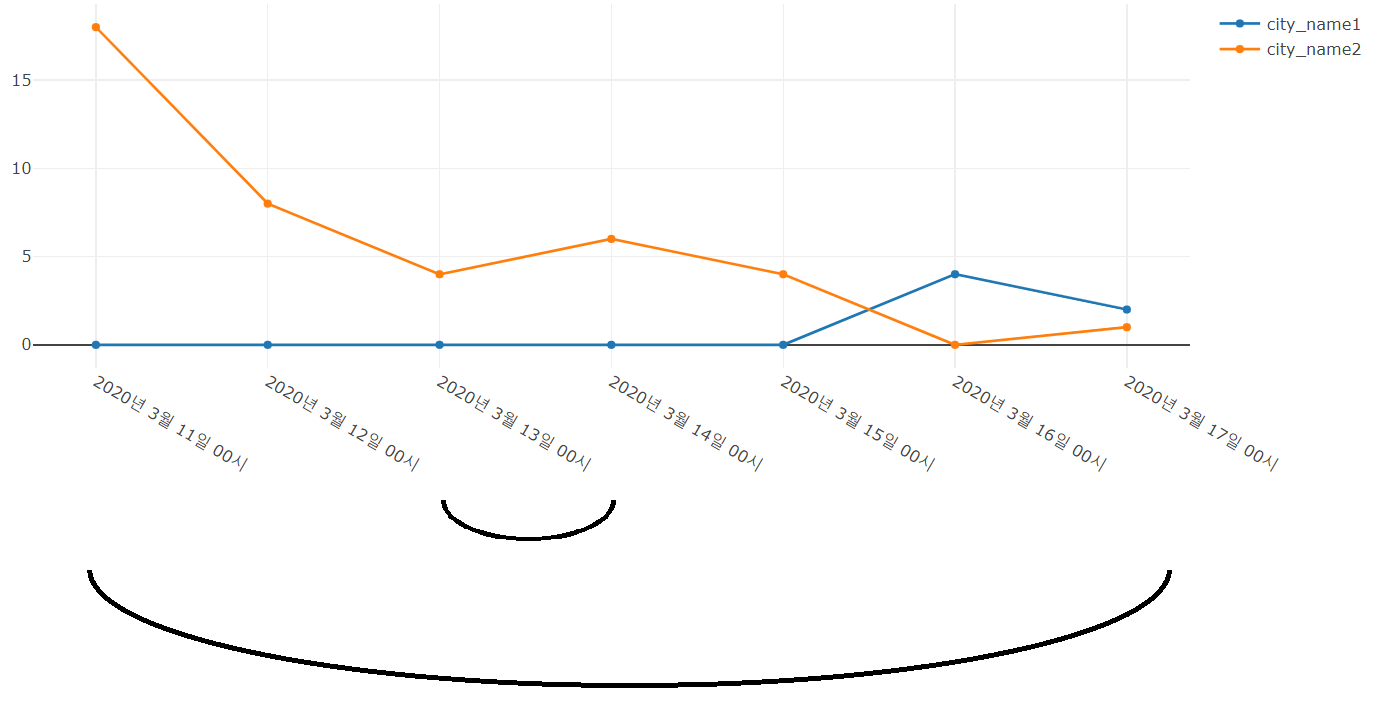 city_name1
city_name2
15
10
5
0
2020년 3월 11일 00시
2020년 3월 12일 00시
2020년 3월 13일 00시
2020년 3월 14일 00시
2020년 3월 15일 00시
2020년 3월 16일 00시
2020년 3월 17일 00시